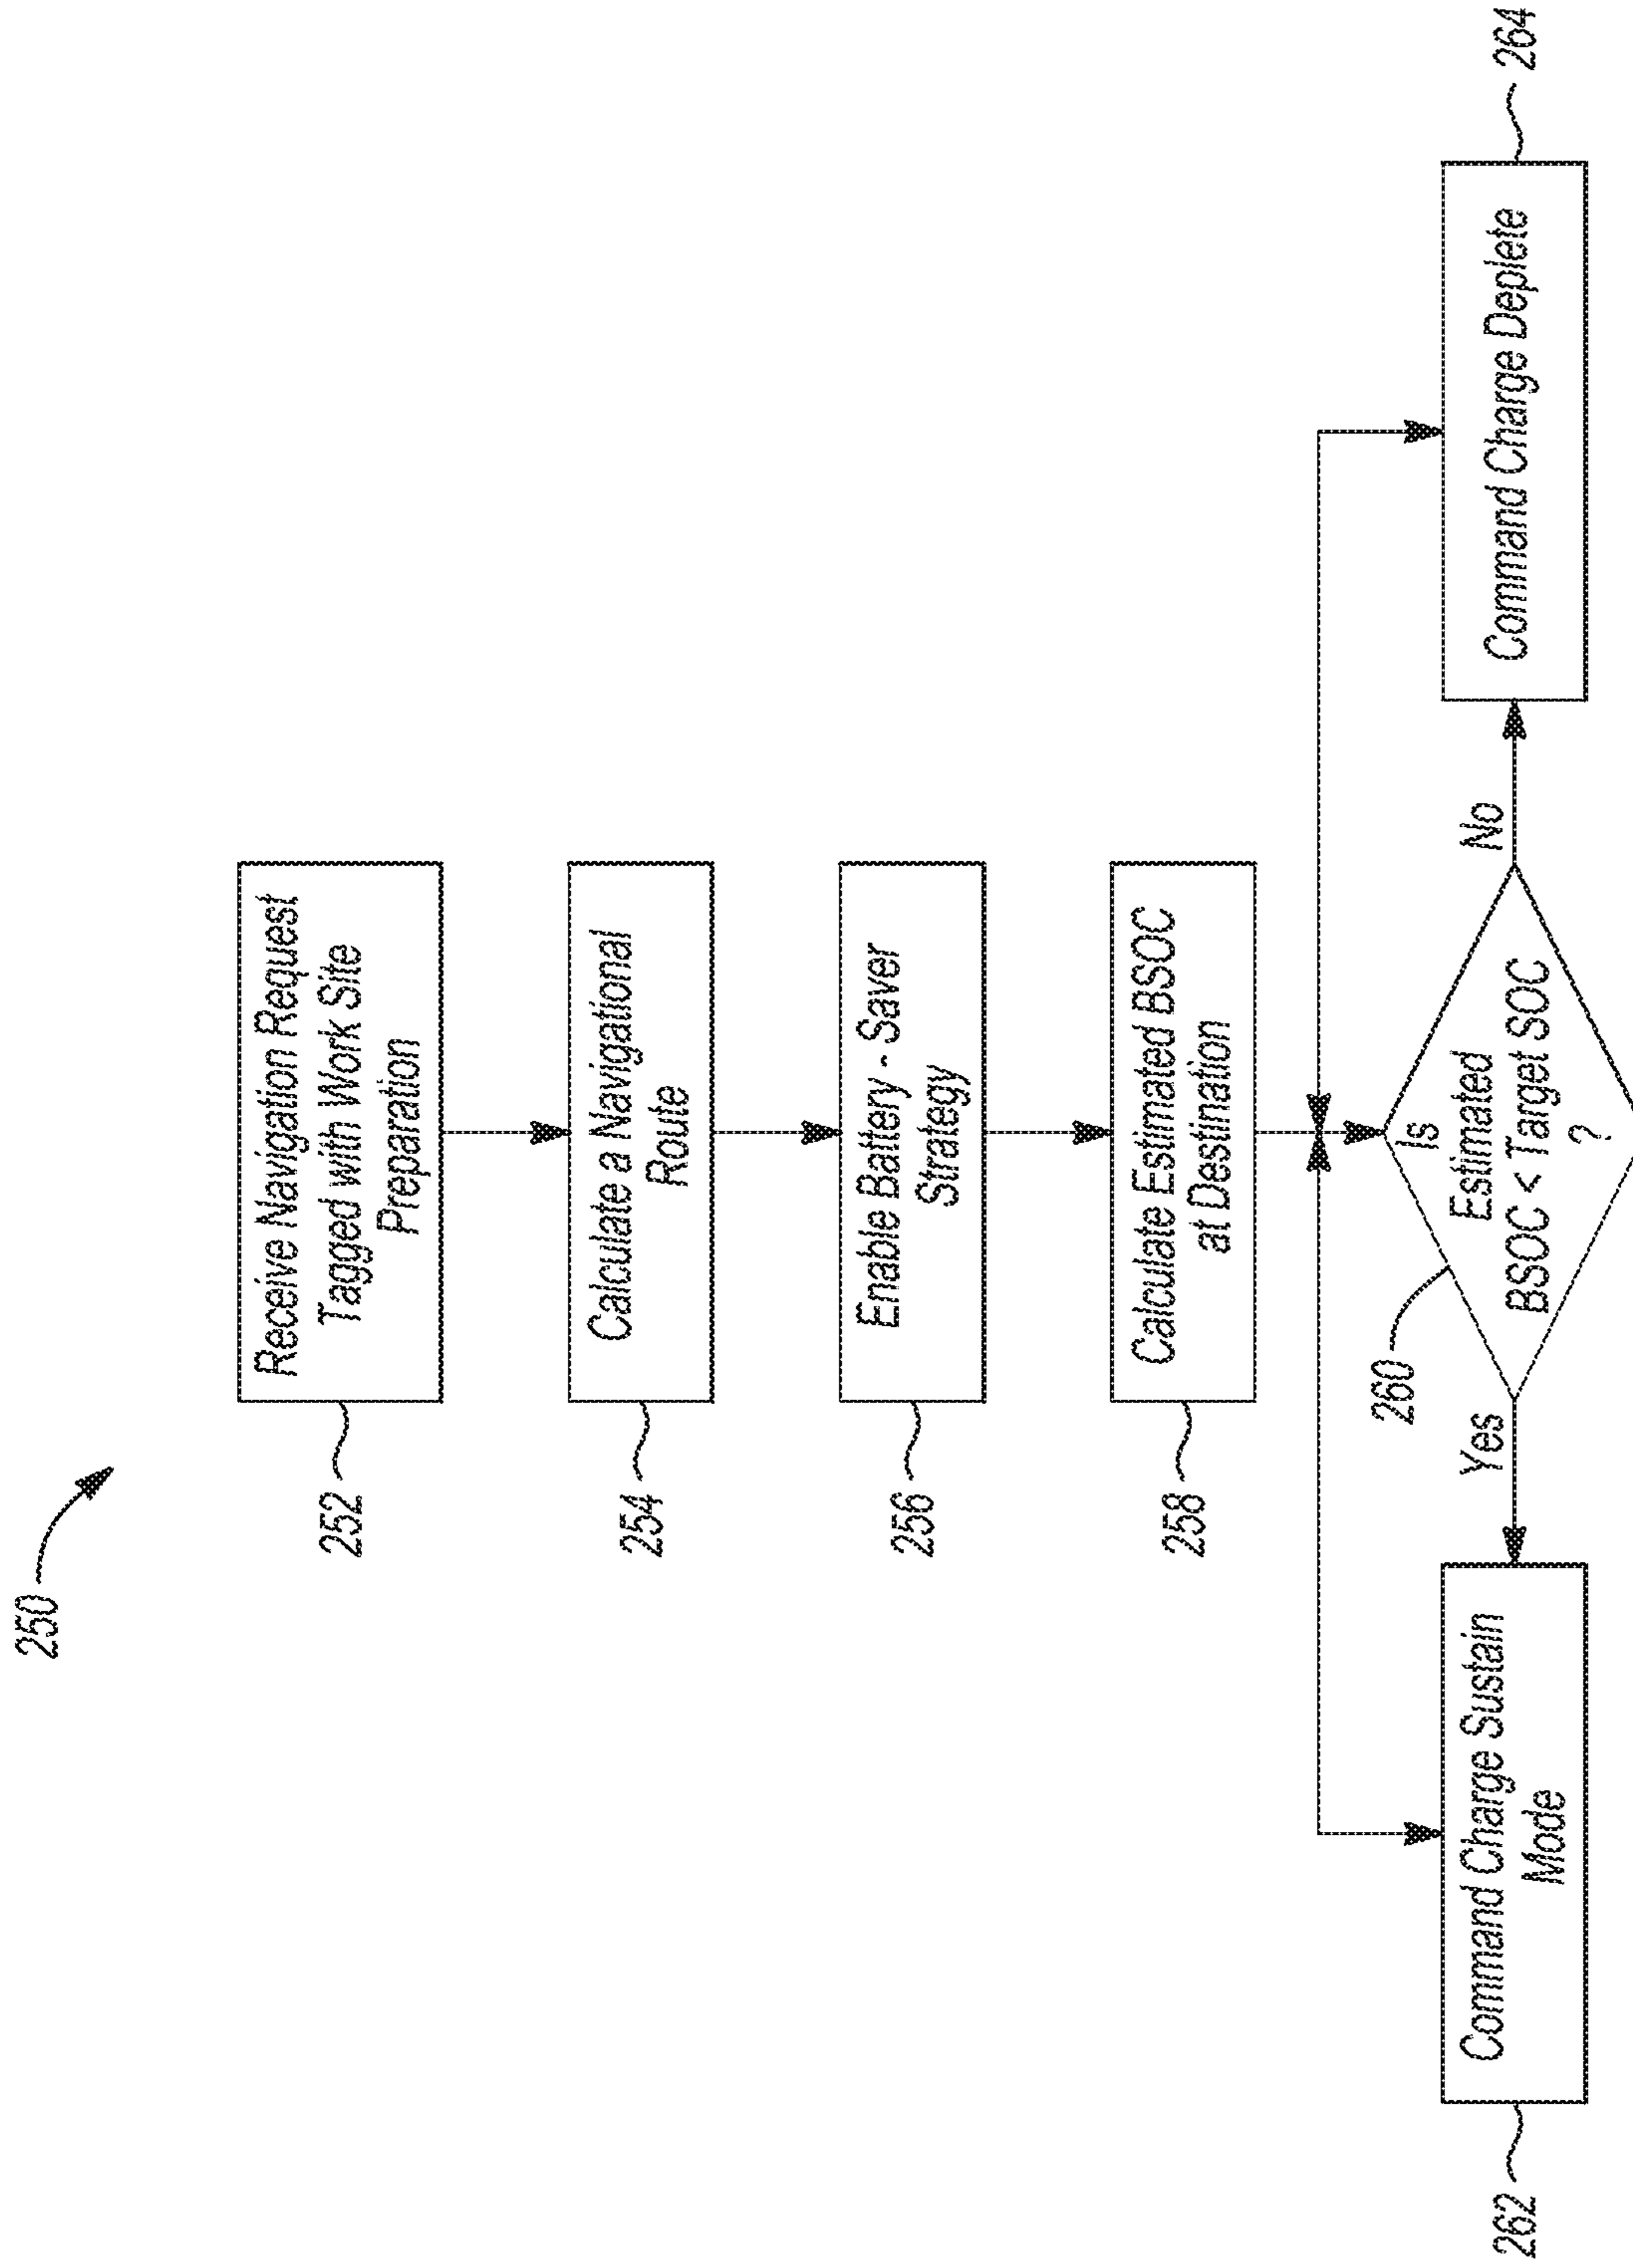 250
252
Receive Navigation Request
Tagged with Work Site
Preparation
254
Calculate a Navigational
Route
256
Enable Battery - Saver
Strategy
258
Calculate Estimated BSOC
at Destination
260
Is
Estimated
BSOC < Target SOC
?
Yes
No
262
Command Charge Sustain
Mode
Command Charge Deplete
264